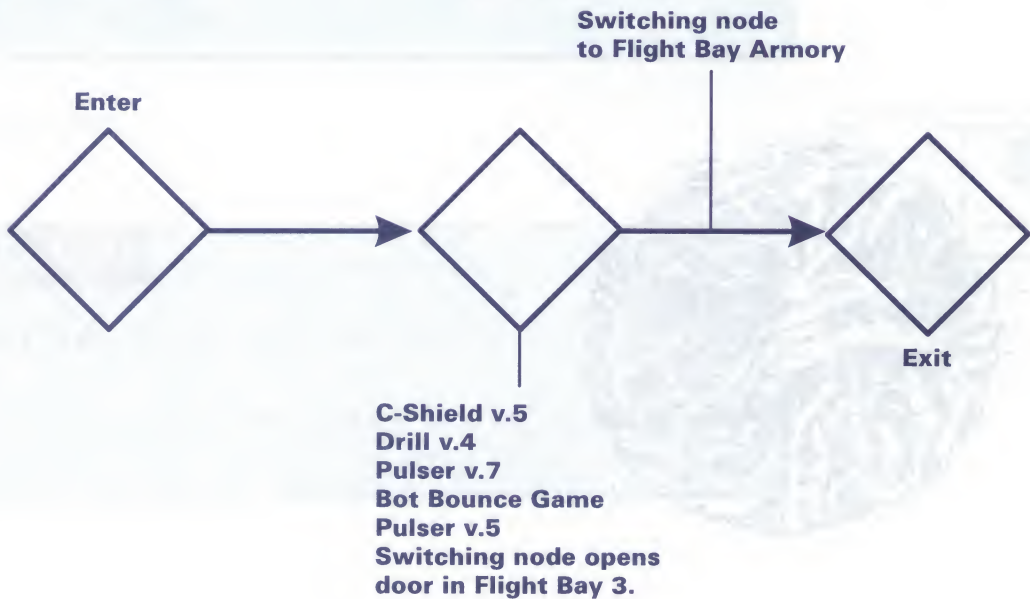 Switching node
to Flight Bay Armory
Enter
Exit
C-Shield v.5
Drill v.4
Pulser v.7
Bot Bounce Game
Pulser v.5
Switching node opens
door in Flight Bay 3.